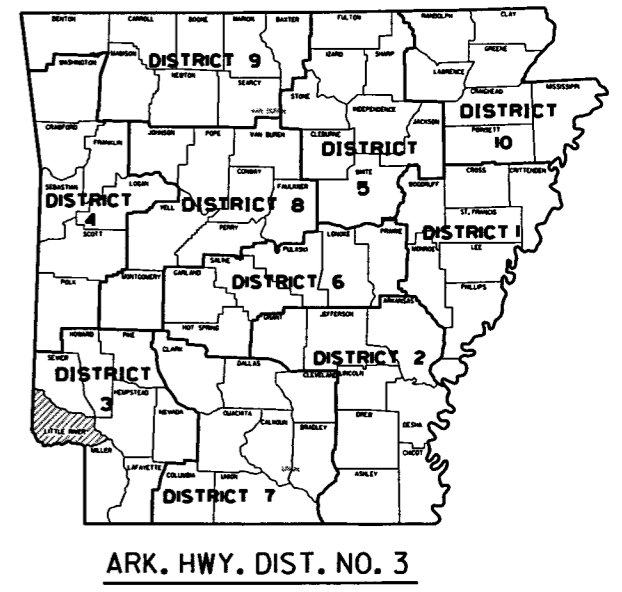 BENTON CARROLL BOONE MARION BAXTER FULTON RANDOLPH CLAY
WASHINGTON MADISON NEWTON SEARCY STONE IZARD SHARP LAWRENCE GREENE
DISTRICT 9
CRAIGHEAD MISSISSIPPI
DISTRICT
POINSETT
10
CRAWFORD FRANKLIN JOHNSON POPE VAN BUREN CLEBURNE INDEPENDENCE JACKSON
DISTRICT
WHITE
5
WOODRUFF CROSS CRITTENDEN
SEBASTIAN LOGAN
DISTRICT
4
SCOTT
YELL CONWAY FAULKNER
DISTRICT 8
PERRY PULASKI
LONOKE PRAIRIE MONROE
ST. FRANCIS
DISTRICT 1
LEE
PHILLIPS
POLK MONTGOMERY GARLAND SALINE
DISTRICT 6
HOT SPRING GRANT JEFFERSON ARKANSAS
HOWARD PIKE CLARK DALLAS CLEVELAND LINCOLN
DISTRICT 2
SEVIER
DISTRICT
3
HEMPSTEAD
NEVADA OUACHITA CALHOUN BRADLEY DREW DESHA
LITTLE RIVER
MILLER LAFAYETTE COLUMBIA UNION ASHLEY CHICOT
DISTRICT 7
ARK. HWY. DIST. NO. 3